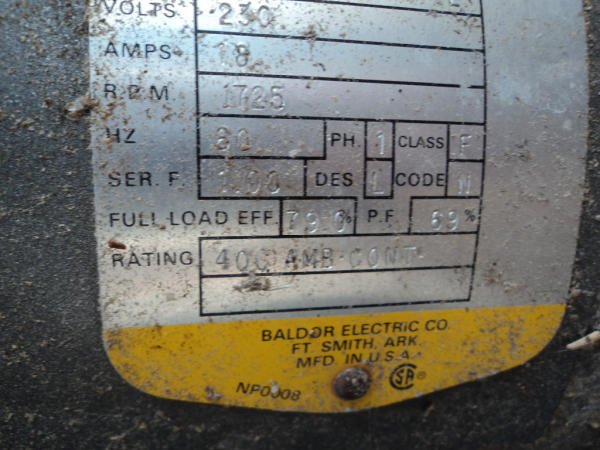 VOLTS 230
AMPS 18
R.P.M 1725
HZ 60 PH. 1 CLASS F
SER. F. 1.00 DES L CODE N
FULL LOAD EFF. % P.F. 69 %
RATING 40C AMB-CONT
BALDOR ELECTRIC CO.
FT. SMITH, ARK.
MFD. IN U.S.A.
NP0008